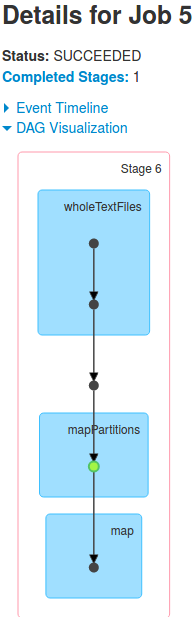 Details for Job 5
Status: SUCCEEDED
Completed Stages: 1
Event Timeline
DAG Visualization
Stage 6
wholeTextFiles
mapPartitions
map